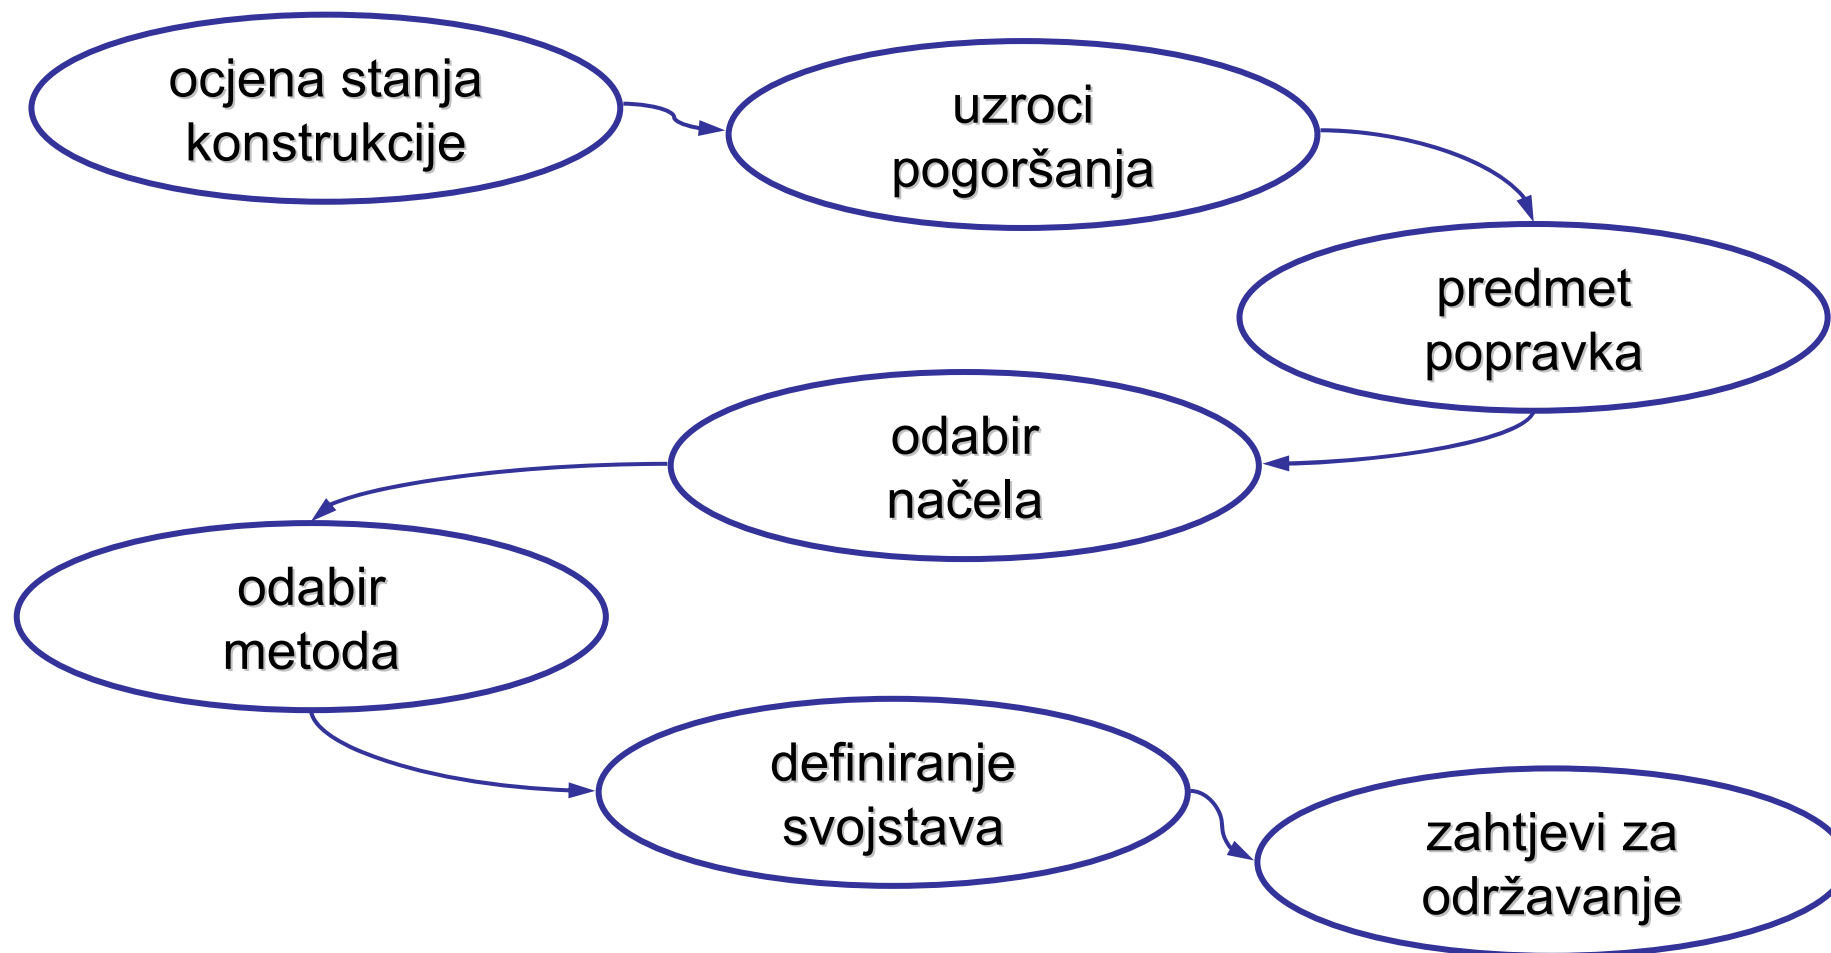 ocjena stanja
konstrukcije
uzroci
pogoršanja
predmet
popravka
odabir
načela
odabir
metoda
definiranje
svojstava
zahtjevi za
održavanje